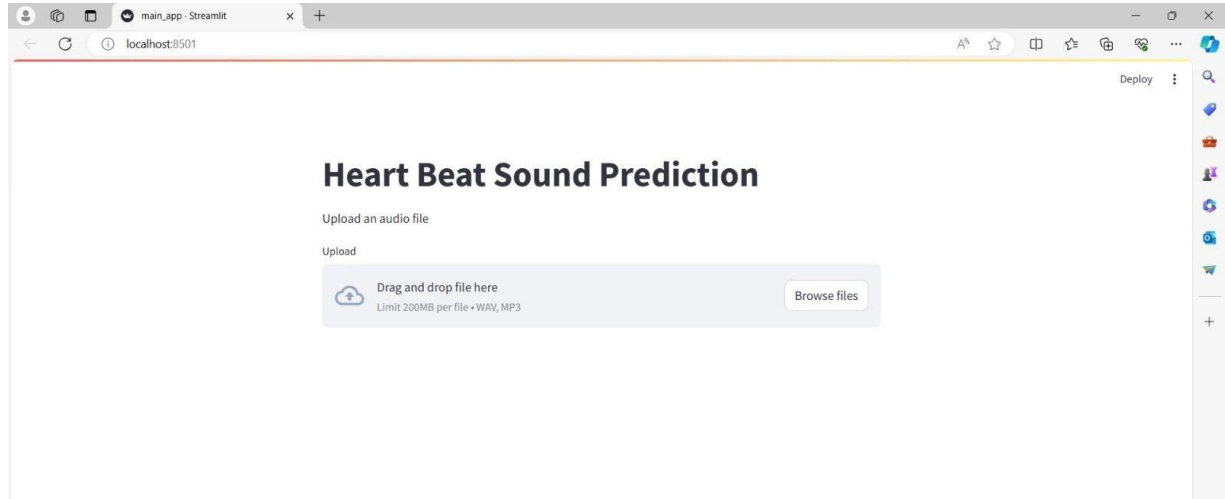 main_app · Streamlit
localhost:8501
Deploy
Heart Beat Sound Prediction
Upload an audio file
Upload
Drag and drop file here
Browse files
Limit 200MB per file • WAV, MP3